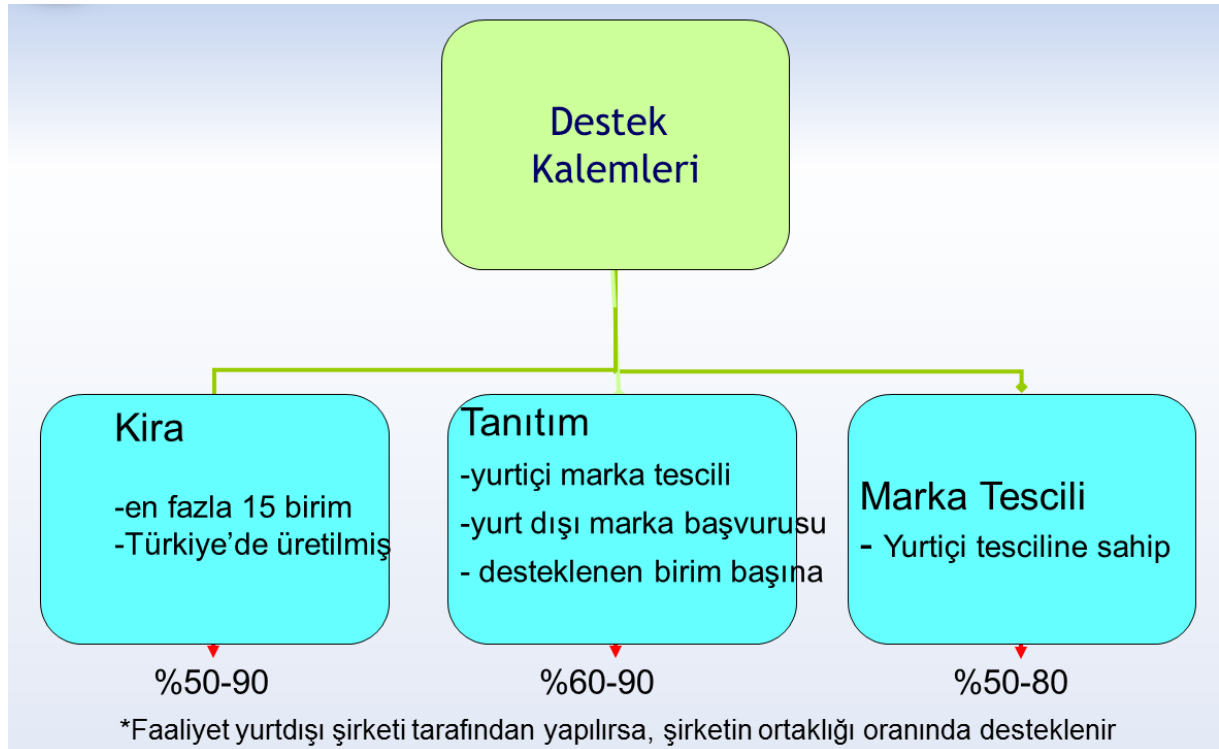 Destek
Kalemleri
Kira
-en fazla 15 birim
-Türkiye’de üretilmiş
Tanıtım
-yurtiçi marka tescili
-yurt dışı marka başvurusu
- desteklenen birim başına
Marka Tescili
- Yurtiçi tesciline sahip
%50-90
%60-90
%50-80
*Faaliyet yurtdışı şirketi tarafından yapılırsa, şirketin ortaklığı oranında desteklenir